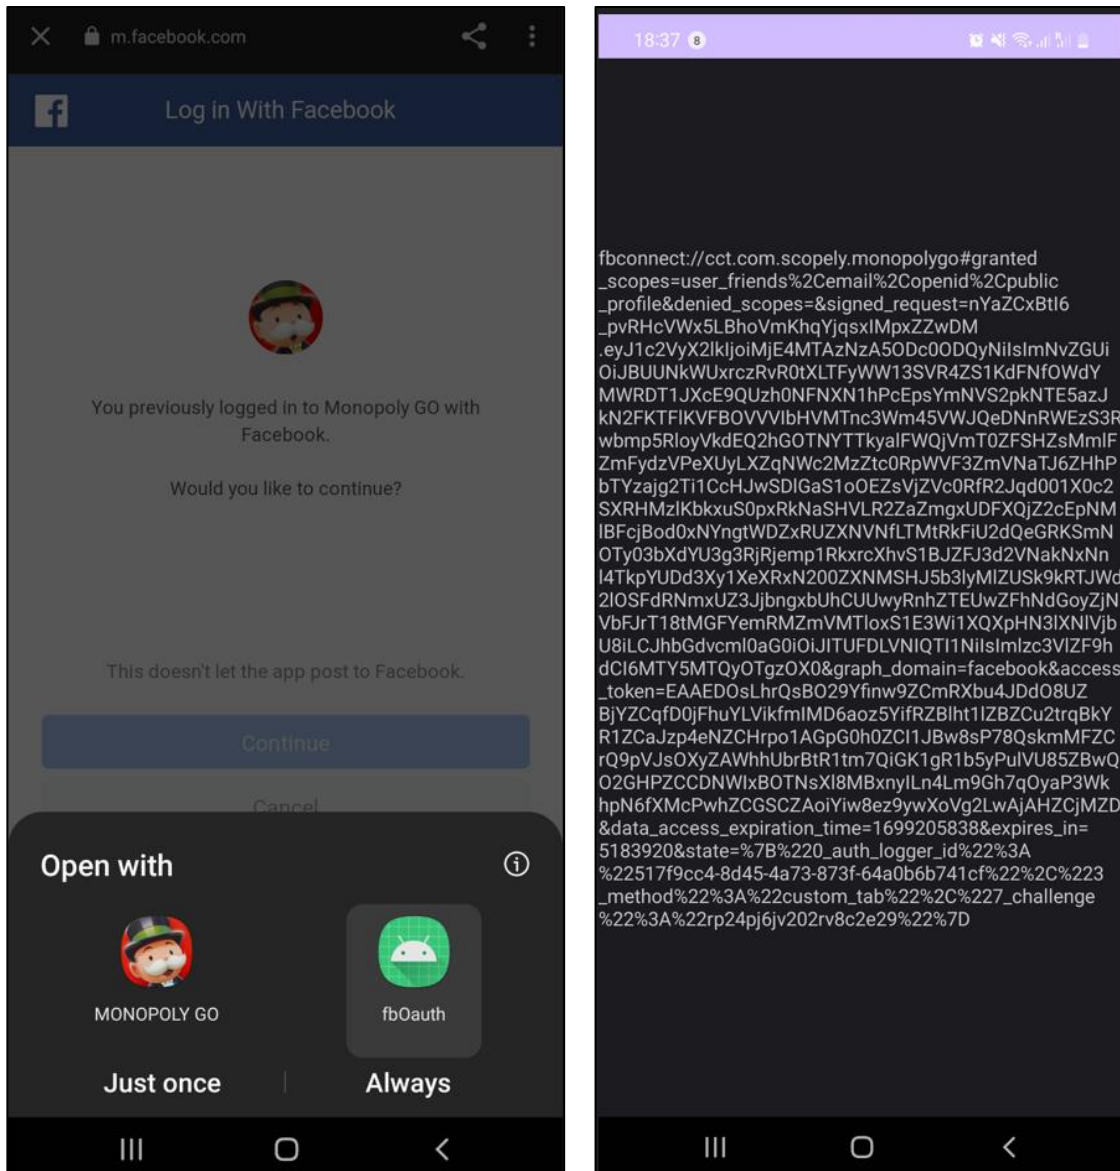 m.facebook.com
Log in With Facebook
You previously logged in to Monopoly GO with
Facebook.
Would you like to continue?
This doesn't let the app post to Facebook.
Continue
Cancel
Open with
MONOPOLY GO
fbOauth
Just once
Always
18:37 8
fbconnect://cct.com.scopely.monopolygo#granted
_scopes=user_friends%2Cemail%2Copenid%2Cpublic
_profile&denied_scopes=&signed_request=nYaZCxBtI6
_pvRHcVWx5LBhoVmKhqYjqsxIMpxZZwDM
.eyJ1c2VyX2lkIjoiMjE4MTAzNzA5ODc0ODQyNiIsImNvZGUi
OiJBUUNkWUxrczRvR0tXLTFyWW13SVR4ZS1KdFNfOWdY
MWRDT1JXcE9QUzh0NFNXN1hPcEpsYmNVS2pkNTE5azJ
kN2FKTFlKVFBOVVVIbHVMTnc3Wm45VWJQeDNnRWEzS3R
wbmp5RloyVkdEQ2hGOTNYTTkyalFWQjVmT0ZFSHZsMmlF
ZmFydzVPeXUyLXZqNWc2MzZtc0RpWVF3ZmVNaTJ6ZHhP
bTYzajg2Ti1CcHJwSDlGaS1oOEZsVjZVc0RfR2Jqd001X0c2
SXRHMzlKbkxuS0pxRkNaSHVLR2ZaZmgxUDFXQjZ2cEpNM
lBFcjBod0xNYngtWDZxRUZXNVNfLTMtRkFiU2dQeGRKSmN
OTy03bXdYU3g3RjRjemp1RkxrcXhvS1BJZFJ3d2VNakNxNn
l4TkpYUDd3Xy1XeXRxN200ZXNMSHJ5b3lyMlZUSk9kRTJWd
2lOSFdRNmxUZ3JjbngxbUhCUUwyRnhZTEUwZFhNdGoyZjN
VbFJrT18tMGFYemRMZmVMTloxS1E3Wi1XQXpHN3lXNlVjb
U8iLCJhbGdvcml0aG0iOiJITUFDLVNIQTI1NiIsImlzc3VlZF9h
dCI6MTY5MTQyOTgzOX0&graph_domain=facebook&access
_token=EAAEDOsLhrQsBO29Yfinw9ZCmRXbu4JDdO8UZ
BjYZCqfD0jFhuYLVikfmIMD6aoz5YifRZBlht1lZBZCu2trqBkY
R1ZCaJzp4eNZCHrpo1AGpG0h0ZCI1JBw8sP78QskmMFZC
rQ9pVJsOXyZAWhhUbrBtR1tm7QiGK1gR1b5yPulVU85ZBwQ
O2GHPZCCDNWIxBOTNsXl8MBxnyILn4Lm9Gh7qOyaP3Wk
hpN6fXMcPwhZCGSCZAoiYiw8ez9ywXoVg2LwAjAHZCjMZD
&data_access_expiration_time=1699205838&expires_in=
5183920&state=%7B%220_auth_logger_id%22%3A
%22517f9cc4-8d45-4a73-873f-64a0b6b741cf%22%2C%223
_method%22%3A%22custom_tab%22%2C%227_challenge
%22%3A%22rp24pj6jv202rv8c2e29%22%7D